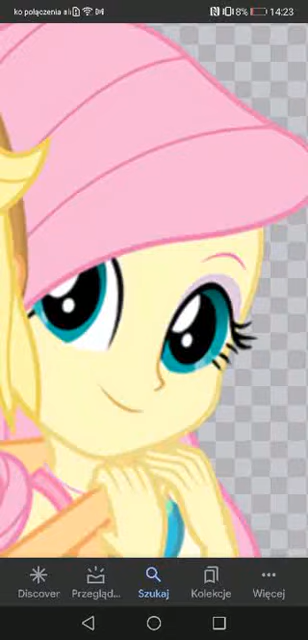 ko połączenia 8% 14:23
Discover Przegląd... Szukaj Kolekcje Więcej